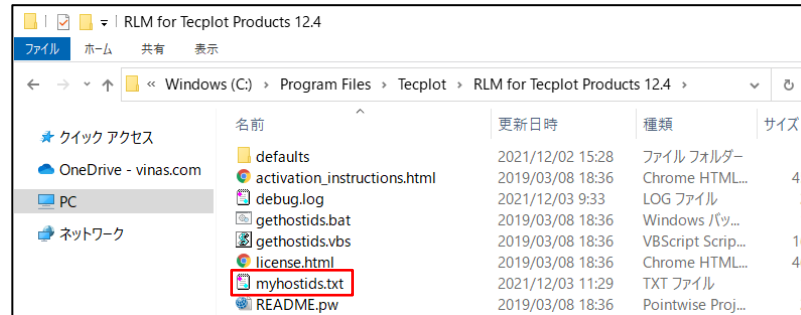 RLM for Tecplot Products 12.4
ファイル ホーム 共有 表示
« Windows (C:) › Program Files › Tecplot › RLM for Tecplot Products 12.4 ›
名前 更新日時 種類 サイズ
クイック アクセス
OneDrive - vinas.com
PC
ネットワーク
defaults 2021/12/02 15:28 ファイル フォルダー
activation_instructions.html 2019/03/08 18:36 Chrome HTML... 4
debug.log 2021/12/03 9:33 LOG ファイル
gethostids.bat 2019/03/08 18:36 Windows バッ...
gethostids.vbs 2019/03/08 18:36 VBScript Scrip... 1
license.html 2019/03/08 18:36 Chrome HTML... 4
myhostids.txt 2021/12/03 11:29 TXT ファイル
README.pw 2019/03/08 18:36 Pointwise Proj...